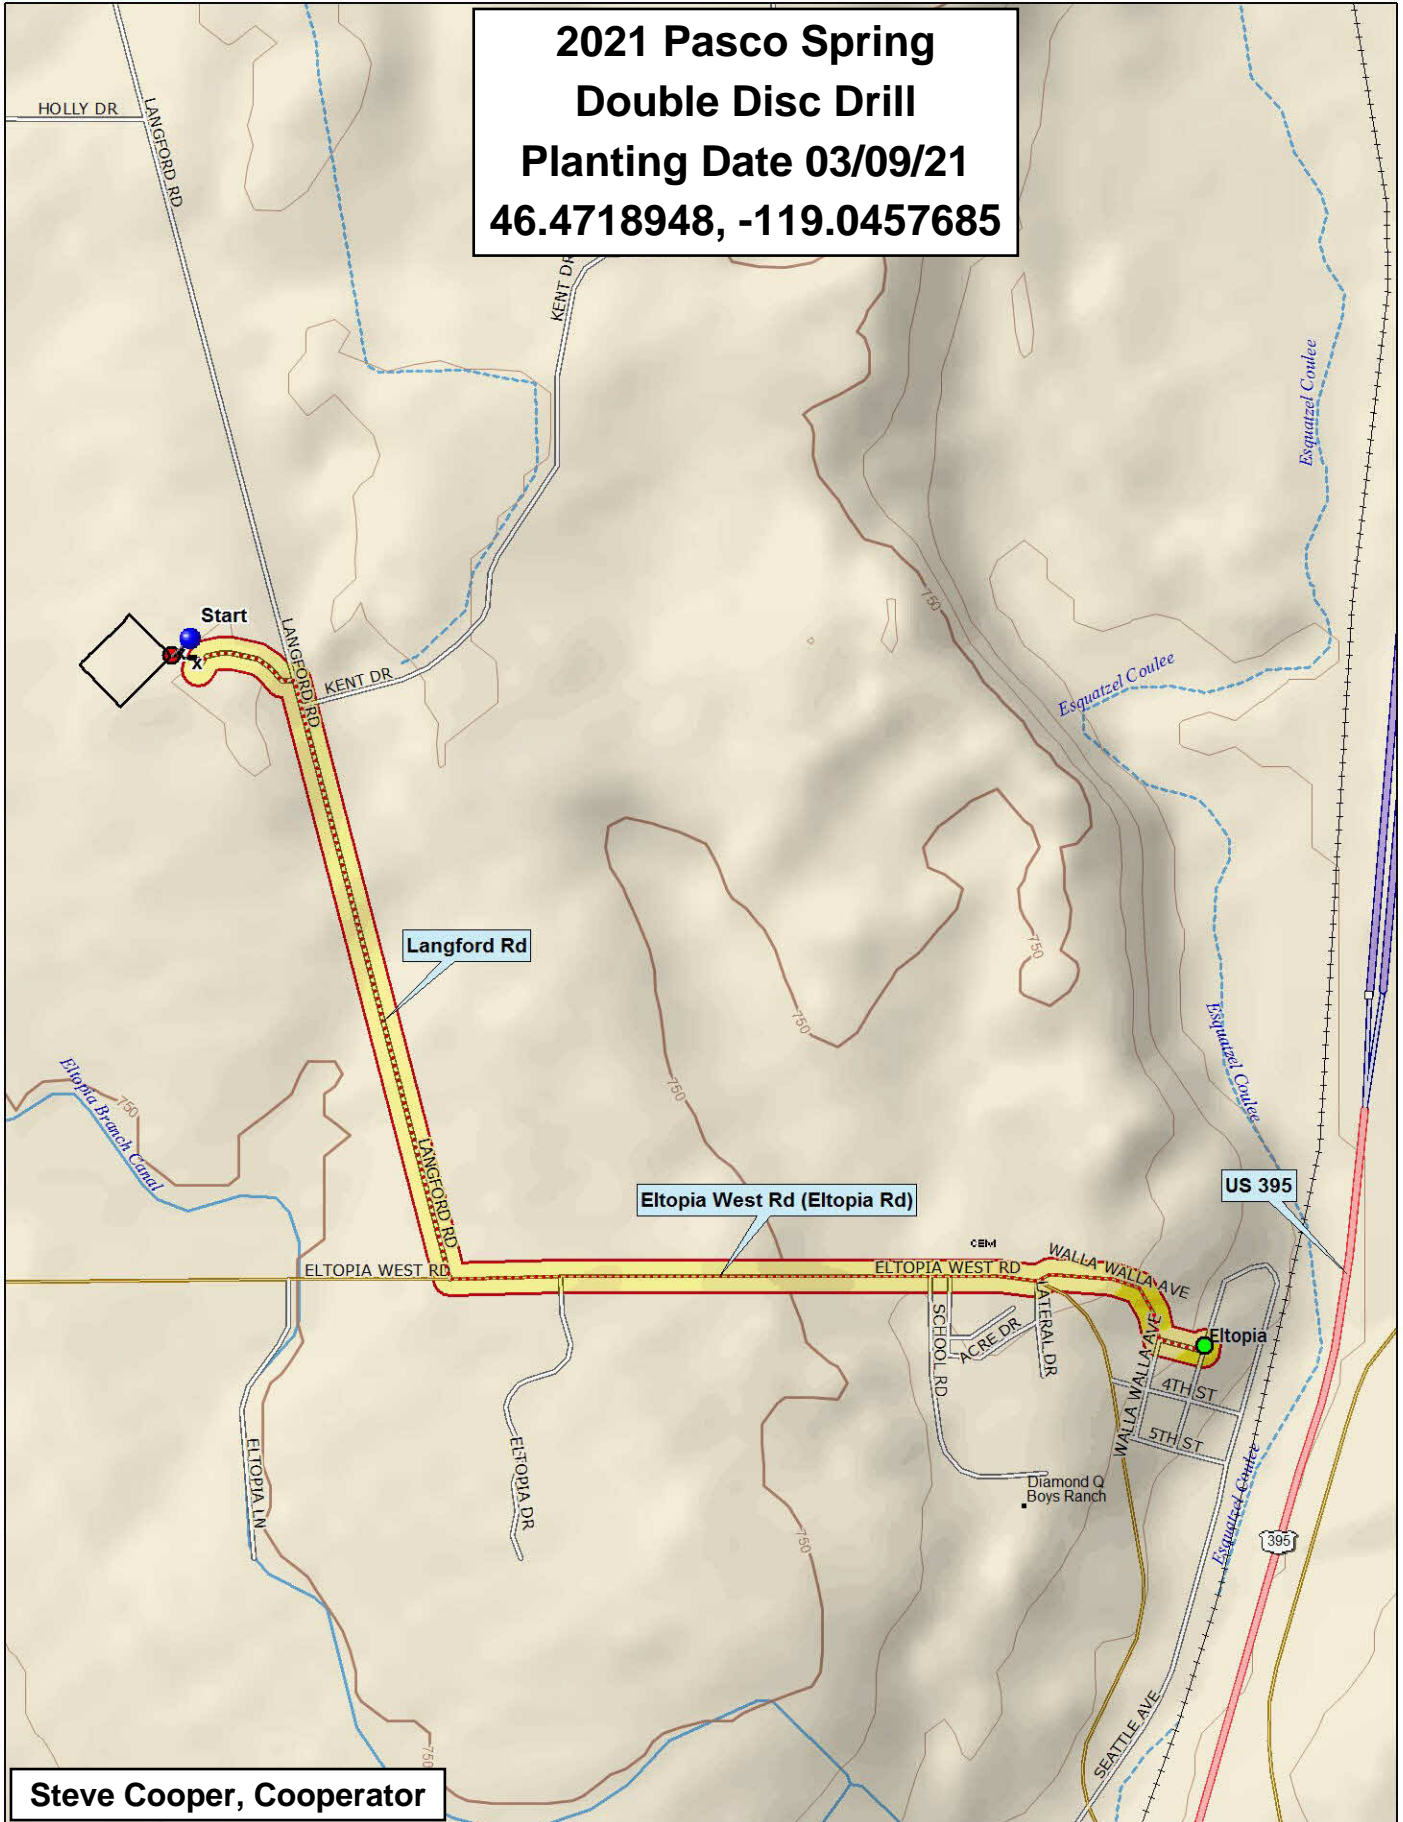 2021 Pasco Spring
Double Disc Drill
Planting Date 03/09/21
46.4718948, -119.0457685
HOLLY DR
LANGFORD RD
KENT DR
Esquatzel Coulee
750
Start
LANGFORD RD
KENT DR
Esquatzel Coulee
Langford Rd
750
750
750
Esquatzel Coulee
Eltopia Branch Canal
750
LANGFORD RD
Eltopia West Rd (Eltopia Rd)
US 395
CEM
ELTOPIA WEST RD
ELTOPIA WEST RD
WALLA WALLA AVE
LATERAL DR
SCHOOL RD
ACRE DR
WALLA WALLA AVE
Eltopia
4TH ST
5TH ST
ELTOPIA LN
ELTOPIA DR
Diamond Q
Boys Ranch
750
Esquatzel Coulee
395
SEATTLE AVE
750
Steve Cooper, Cooperator